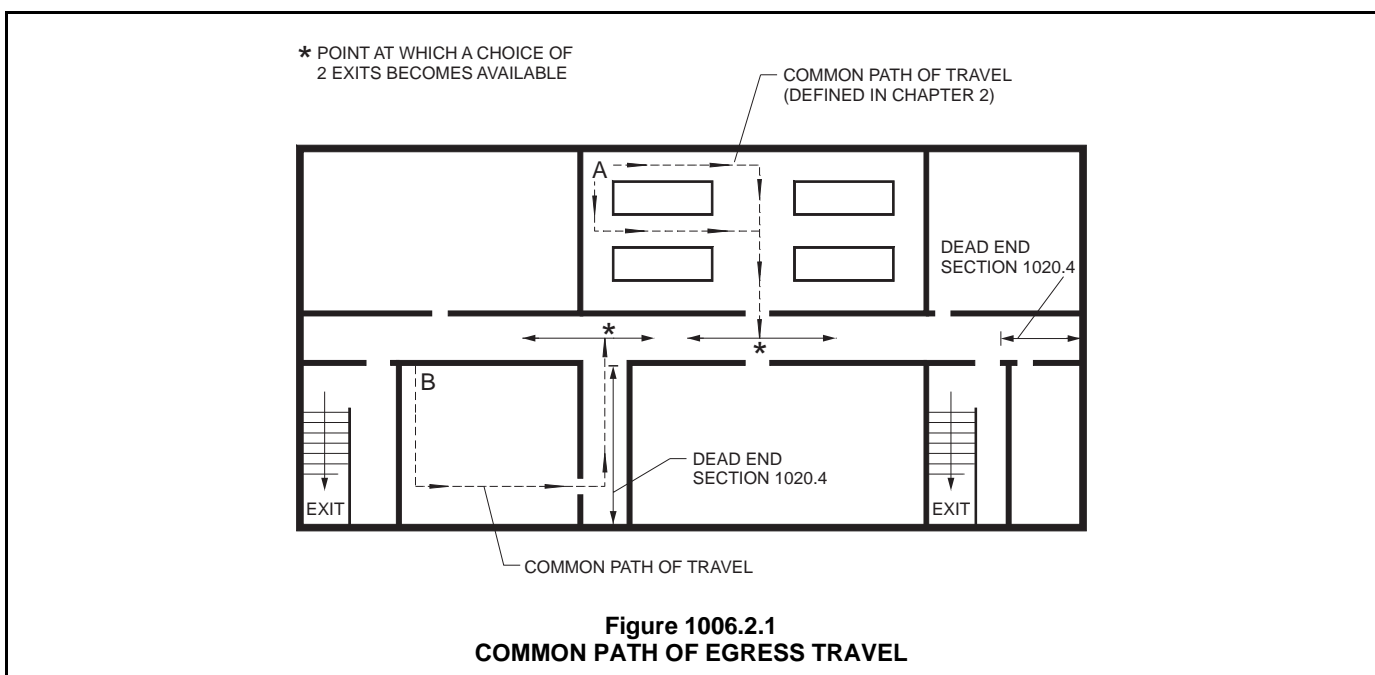 * POINT AT WHICH A CHOICE OF
2 EXITS BECOMES AVAILABLE
COMMON PATH OF TRAVEL
(DEFINED IN CHAPTER 2)
A
DEAD END
SECTION 1020.4
*
*
B
DEAD END
SECTION 1020.4
EXIT
EXIT
COMMON PATH OF TRAVEL
Figure 1006.2.1
COMMON PATH OF EGRESS TRAVEL